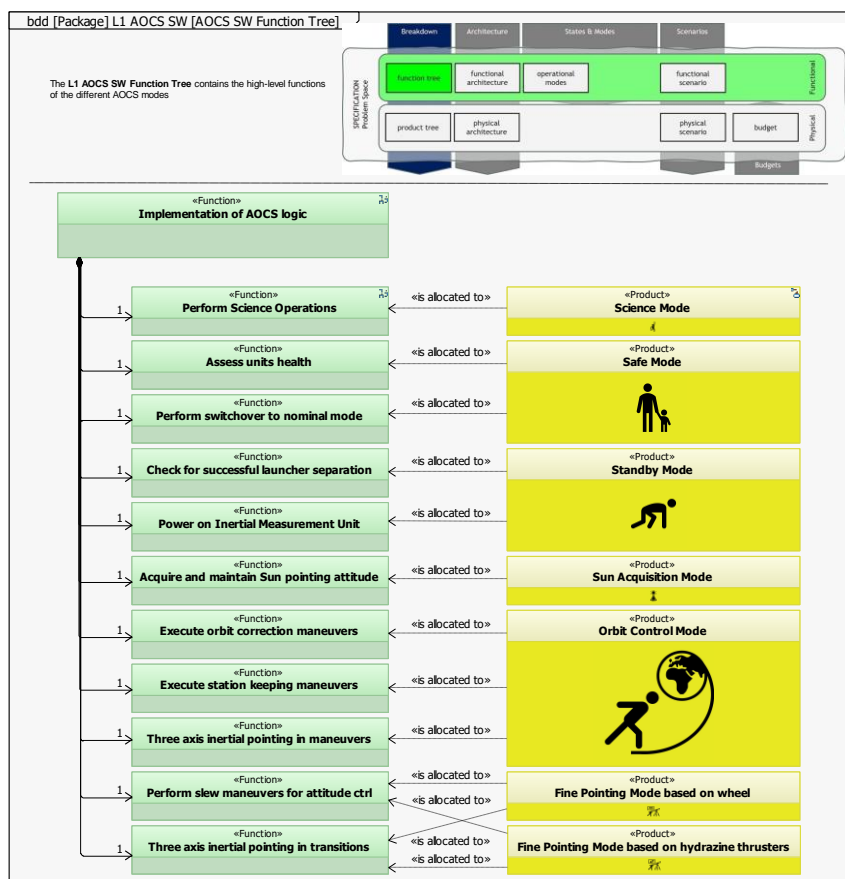 bdd [Package] L1 AOCS SW [AOCS SW Function Tree]
Breakdown
Architecture
States & Modes
Scenarios
The L1 AOCS SW Function Tree contains the high-level functions
of the different AOCS modes
SPECIFICATION
Problem Space
function tree
functional
architecture
operational
modes
functional
scenario
Functional
product tree
physical
architecture
physical
scenario
budget
Physical
Budgets
«Function»
Implementation of AOCS logic
1
«Function»
Perform Science Operations
«is allocated to»
«Product»
Science Mode
1
«Function»
Assess units health
«is allocated to»
«Product»
Safe Mode
1
«Function»
Perform switchover to nominal mode
«is allocated to»
1
«Function»
Check for successful launcher separation
«is allocated to»
«Product»
Standby Mode
1
«Function»
Power on Inertial Measurement Unit
«is allocated to»
1
«Function»
Acquire and maintain Sun pointing attitude
«is allocated to»
«Product»
Sun Acquisition Mode
1
«Function»
Execute orbit correction maneuvers
«is allocated to»
«Product»
Orbit Control Mode
1
«Function»
Execute station keeping maneuvers
«is allocated to»
1
«Function»
Three axis inertial pointing in maneuvers
«is allocated to»
1
«Function»
Perform slew maneuvers for attitude ctrl
«is allocated to»
«is allocated to»
«Product»
Fine Pointing Mode based on wheel
1
«Function»
Three axis inertial pointing in transitions
«is allocated to»
«is allocated to»
«Product»
Fine Pointing Mode based on hydrazine thrusters